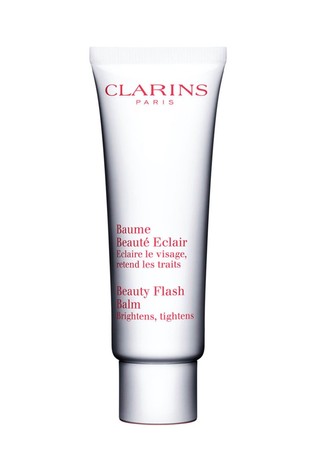 CLARINS
PARIS
Baume
Beauté Eclair
Eclaire le visage,
retend les traits
Beauty Flash
Balm
Brightens, tightens